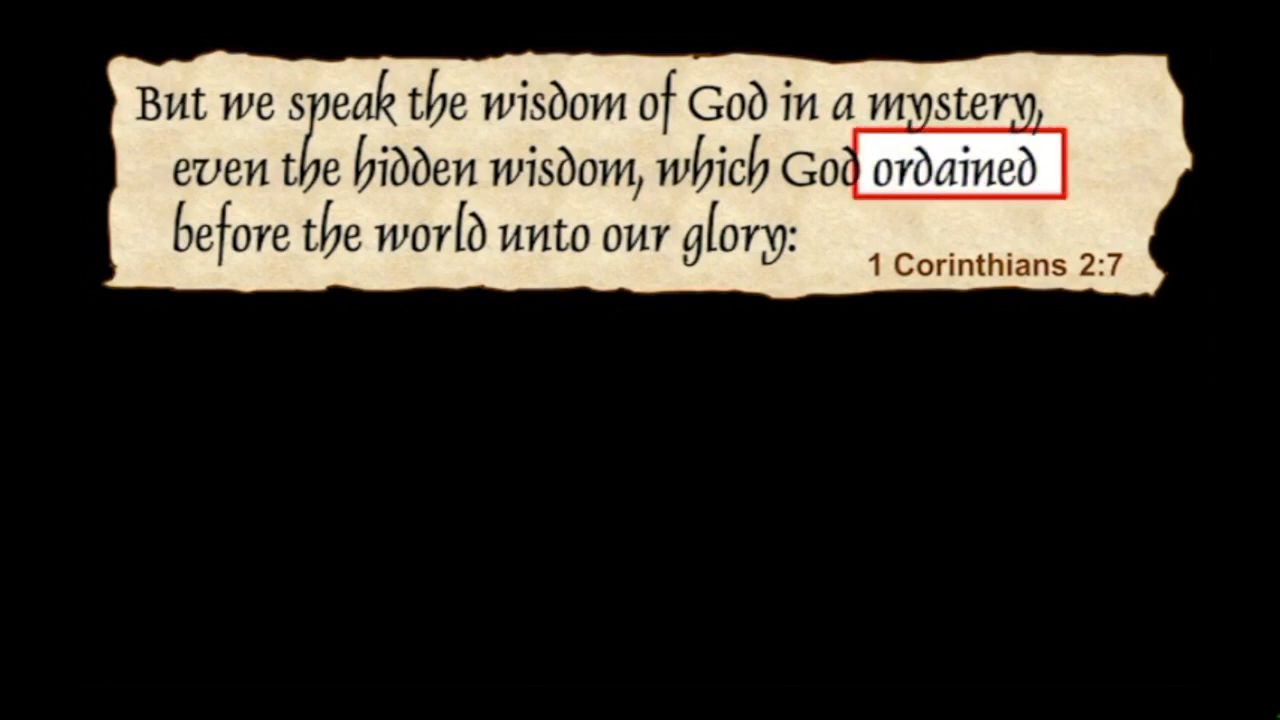 But we speak the wisdom of God in a mystery,
even the hidden wisdom, which God ordained
before the world unto our glory:
1 Corinthians 2:7